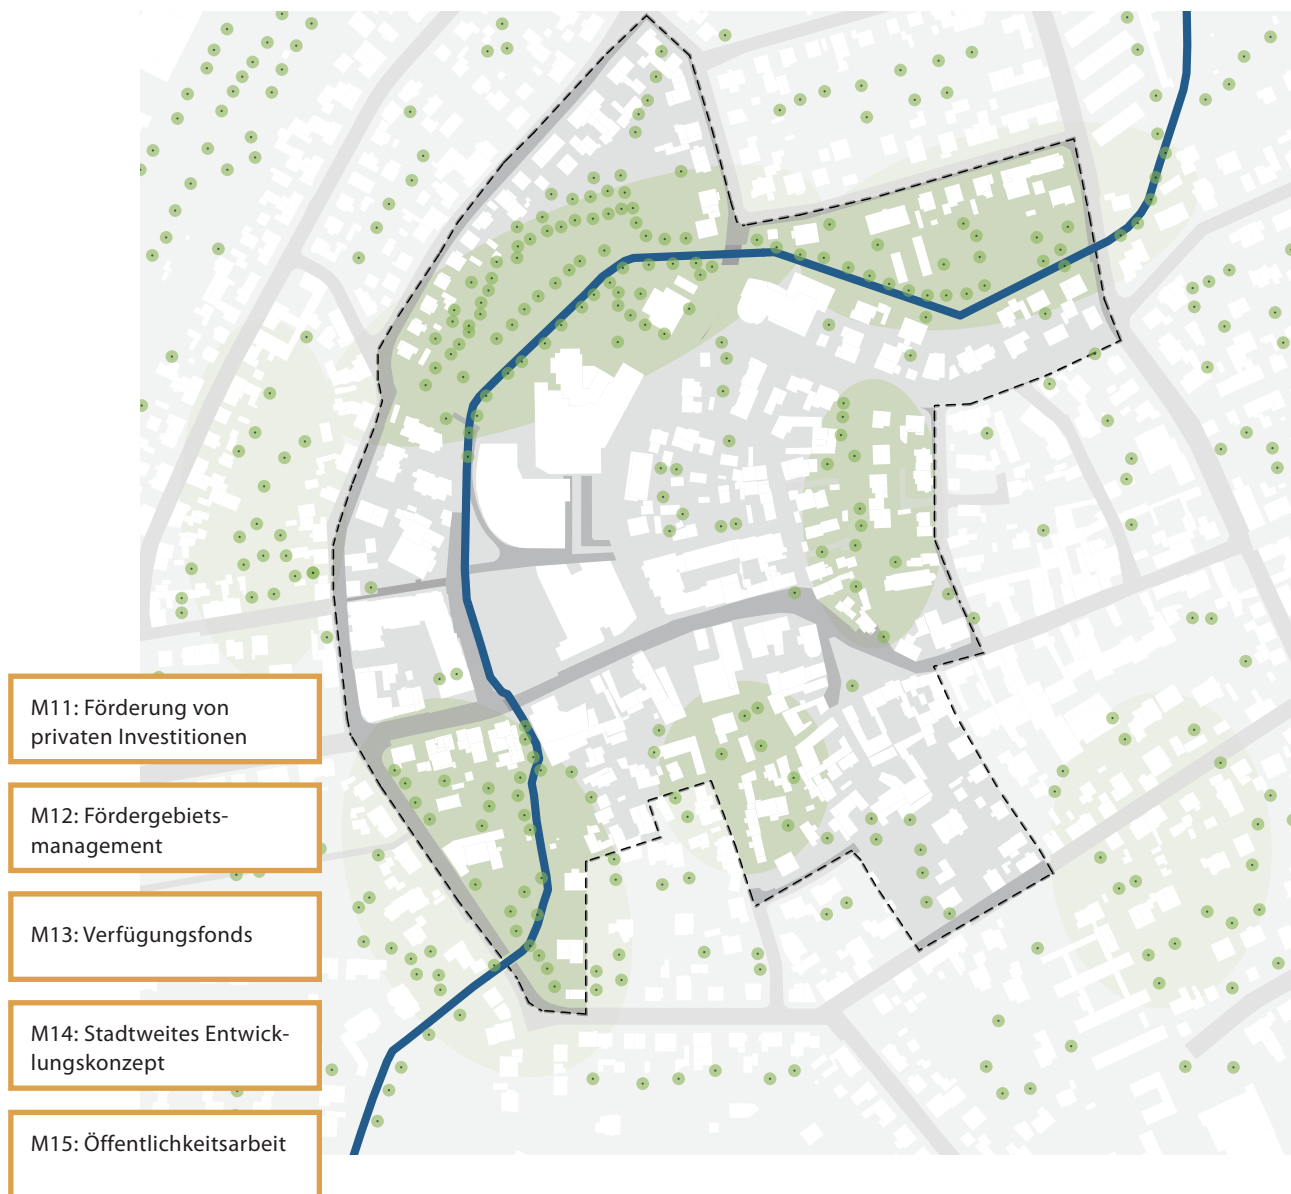 M11: Förderung von
privaten Investitionen
M12: Fördergebiets-
management
M13: Verfügungsfonds
M14: Stadtweites Entwick-
lungskonzept
M15: Öffentlichkeitsarbeit